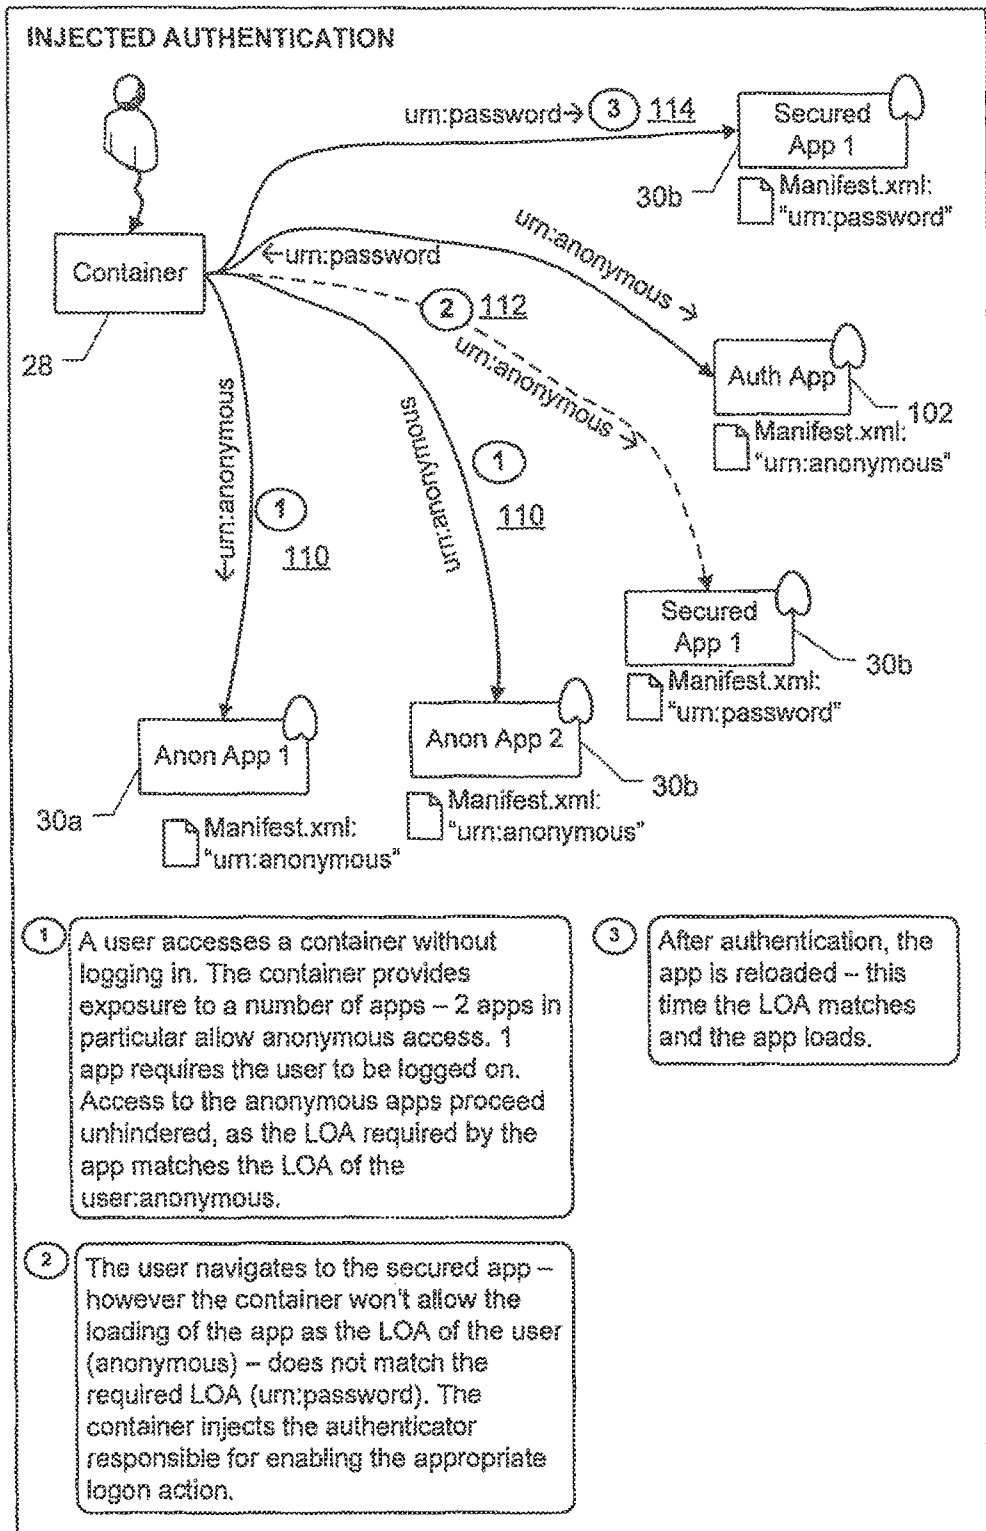 INJECTED AUTHENTICATION
urn:password→ 3 114
Secured
App 1
30b
Manifest.xml:
"urn:password"
urn:anonymous →
←urn:password
Container
28
2 112
urn:anonymous →
Auth App
102
Manifest.xml:
"urn:anonymous"
←urn:anonymous
1
110
urn:anonymous
1
110
Secured
App 1
30b
Manifest.xml:
"urn:password"
Anon App 1
30a
Manifest.xml:
"urn:anonymous"
Anon App 2
30b
Manifest.xml:
"urn:anonymous"
1
A user accesses a container without
logging in. The container provides
exposure to a number of apps – 2 apps in
particular allow anonymous access. 1
app requires the user to be logged on.
Access to the anonymous apps proceed
unhindered, as the LOA required by the
app matches the LOA of the
user:anonymous.
2
The user navigates to the secured app –
however the container won't allow the
loading of the app as the LOA of the user
(anonymous) – does not match the
required LOA (urn:password). The
container injects the authenticator
responsible for enabling the appropriate
logon action.
3
After authentication, the
app is reloaded – this
time the LOA matches
and the app loads.